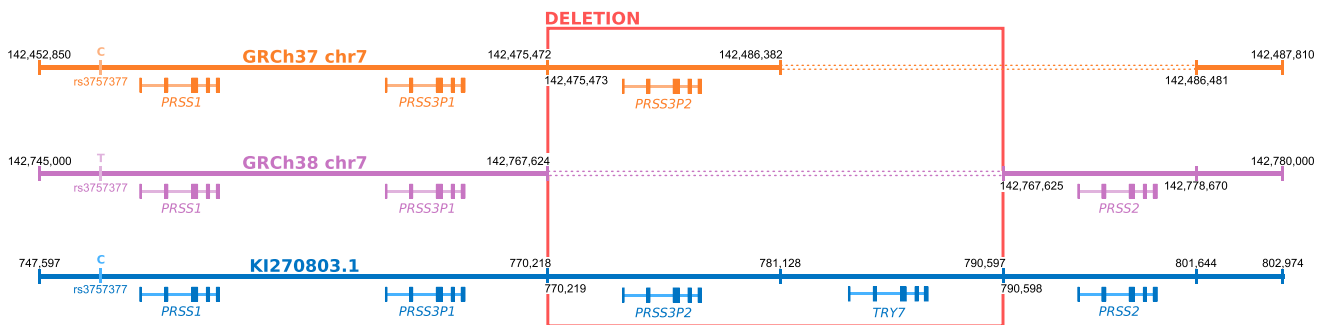 DELETION
142,452,850 C GRCh37 chr7 142,475,472 142,486,382 142,487,810
rs3757377 142,475,473 142,486,481
PRSS1 PRSS3P1 PRSS3P2
142,745,000 T GRCh38 chr7 142,767,624 142,780,000
rs3757377 142,767,625 142,778,670
PRSS1 PRSS3P1 PRSS2
747,597 C KI270803.1 770,218 781,128 790,597 801,644 802,974
rs3757377 770,219 790,598
PRSS1 PRSS3P1 PRSS3P2 TRY7 PRSS2